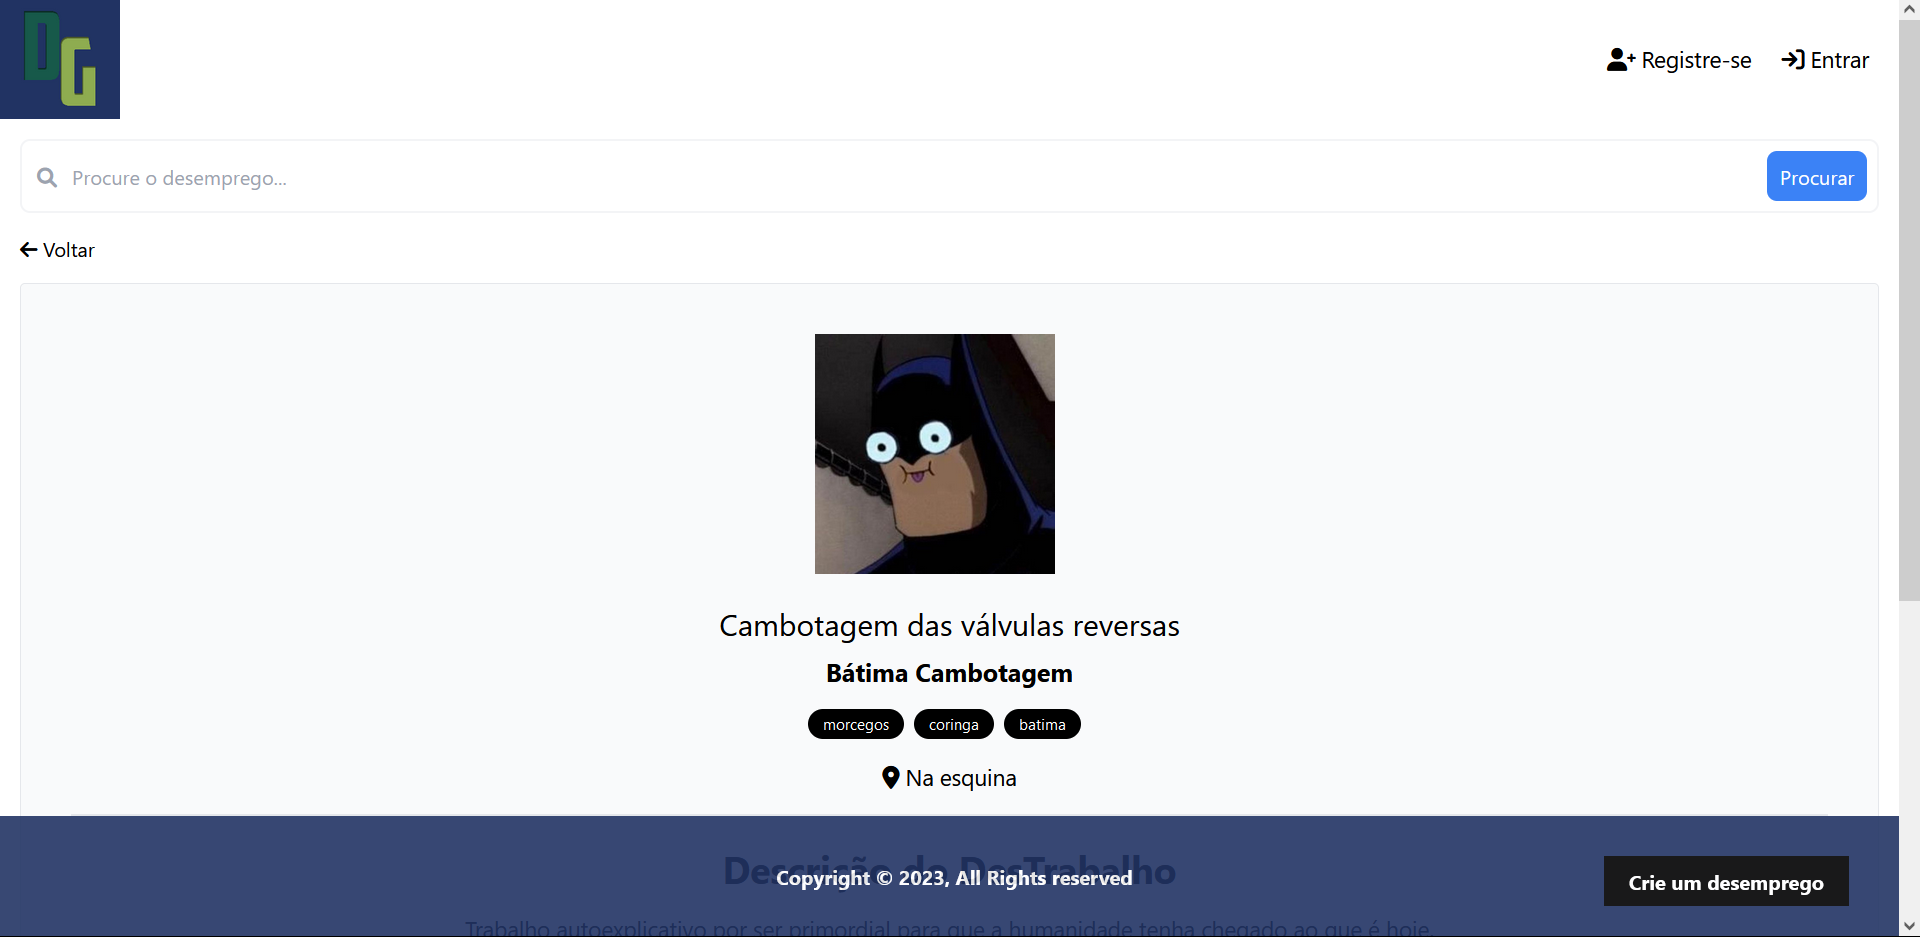 DG
Registre-se
Entrar
Procure o desemprego...
Procurar
Voltar
Cambotagem das válvulas reversas
Bátima Cambotagem
morcegos
coringa
batima
Na esquina
Descrição do DesTrabalho
Copyright © 2023, All Rights reserved
Crie um desemprego
Trabalho autoexplicativo por ser primordial para que a humanidade tenha chegado ao que é hoje.